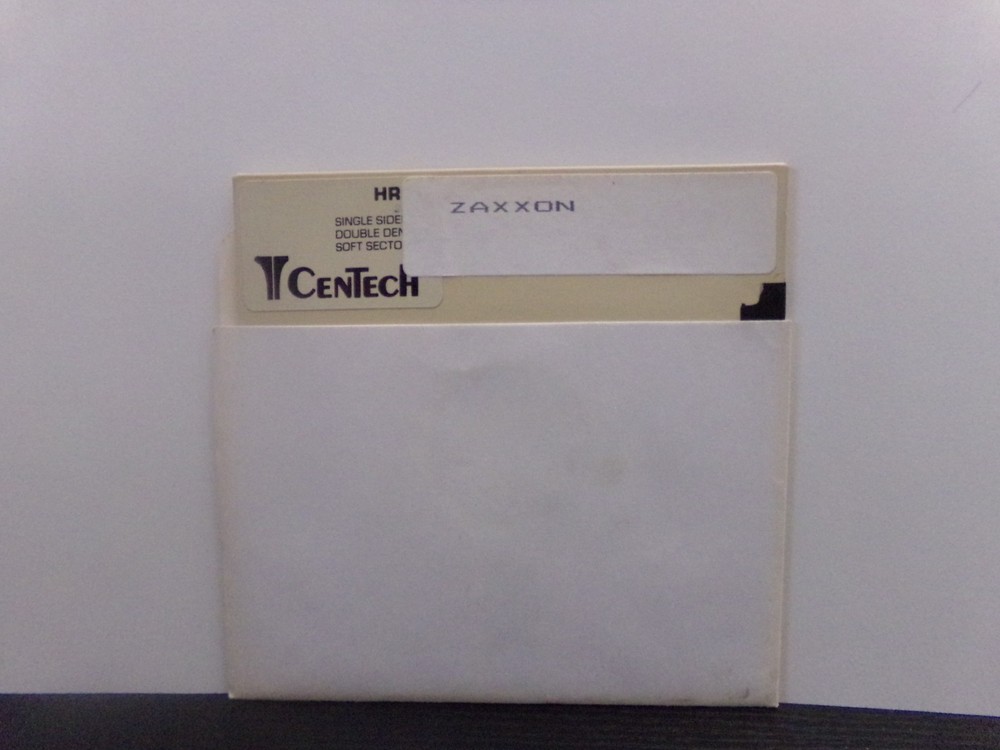 HR
SINGLE SIDE
DOUBLE DEN
SOFT SECTO
CENTECH
ZAXXON